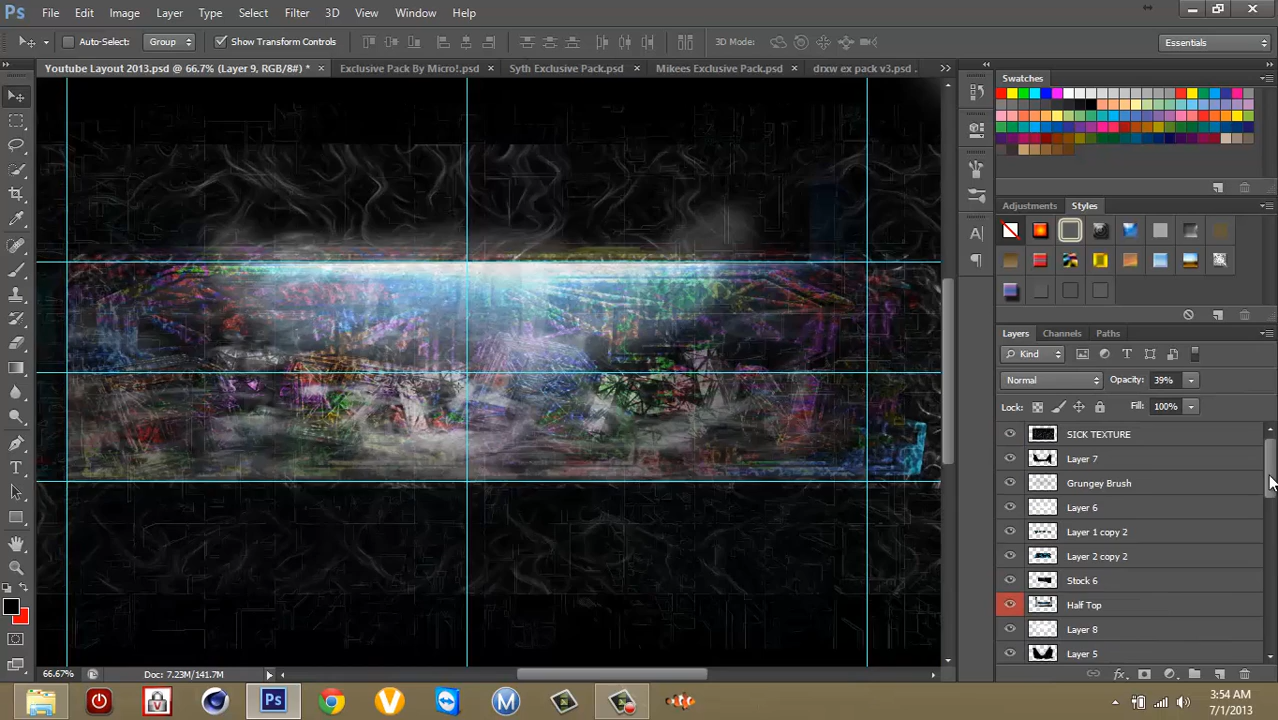 Ps File Edit Image Layer Type Select Filter 3D View Window Help
Auto-Select: Group Show Transform Controls 3D Mode: Essentials
Youtube Layout 2013.psd @ 66.7% (Layer 9, RGB/8#) * × Exclusive Pack By Micro!.psd × Syth Exclusive Pack.psd × Mikees Exclusive Pack.psd × drxw ex pack v3.psd .
Swatches
Adjustments Styles
Layers Channels Paths
Kind
Normal Opacity: 39%
Lock: Fill: 100%
SICK TEXTURE
Layer 7
Grungey Brush
Layer 6
Layer 1 copy 2
Layer 2 copy 2
Stock 6
Half Top
Layer 8
Layer 5
66.67% Doc: 7.23M/141.7M
Ps
3:54 AM
7/1/2013